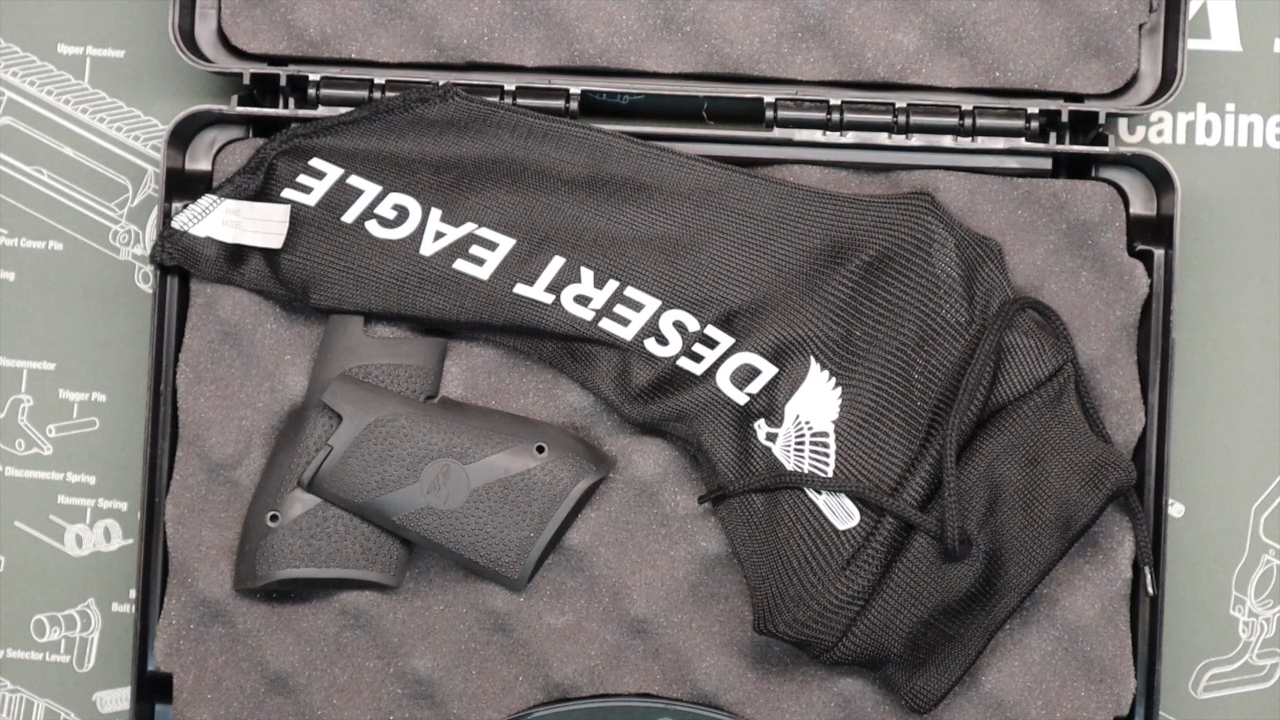 Upper Receiver
Carbine
DESERT EAGLE
Port Cover Pin
Disconnector
Trigger Pin
Disconnector Spring
Hammer Spring
Selector Lever